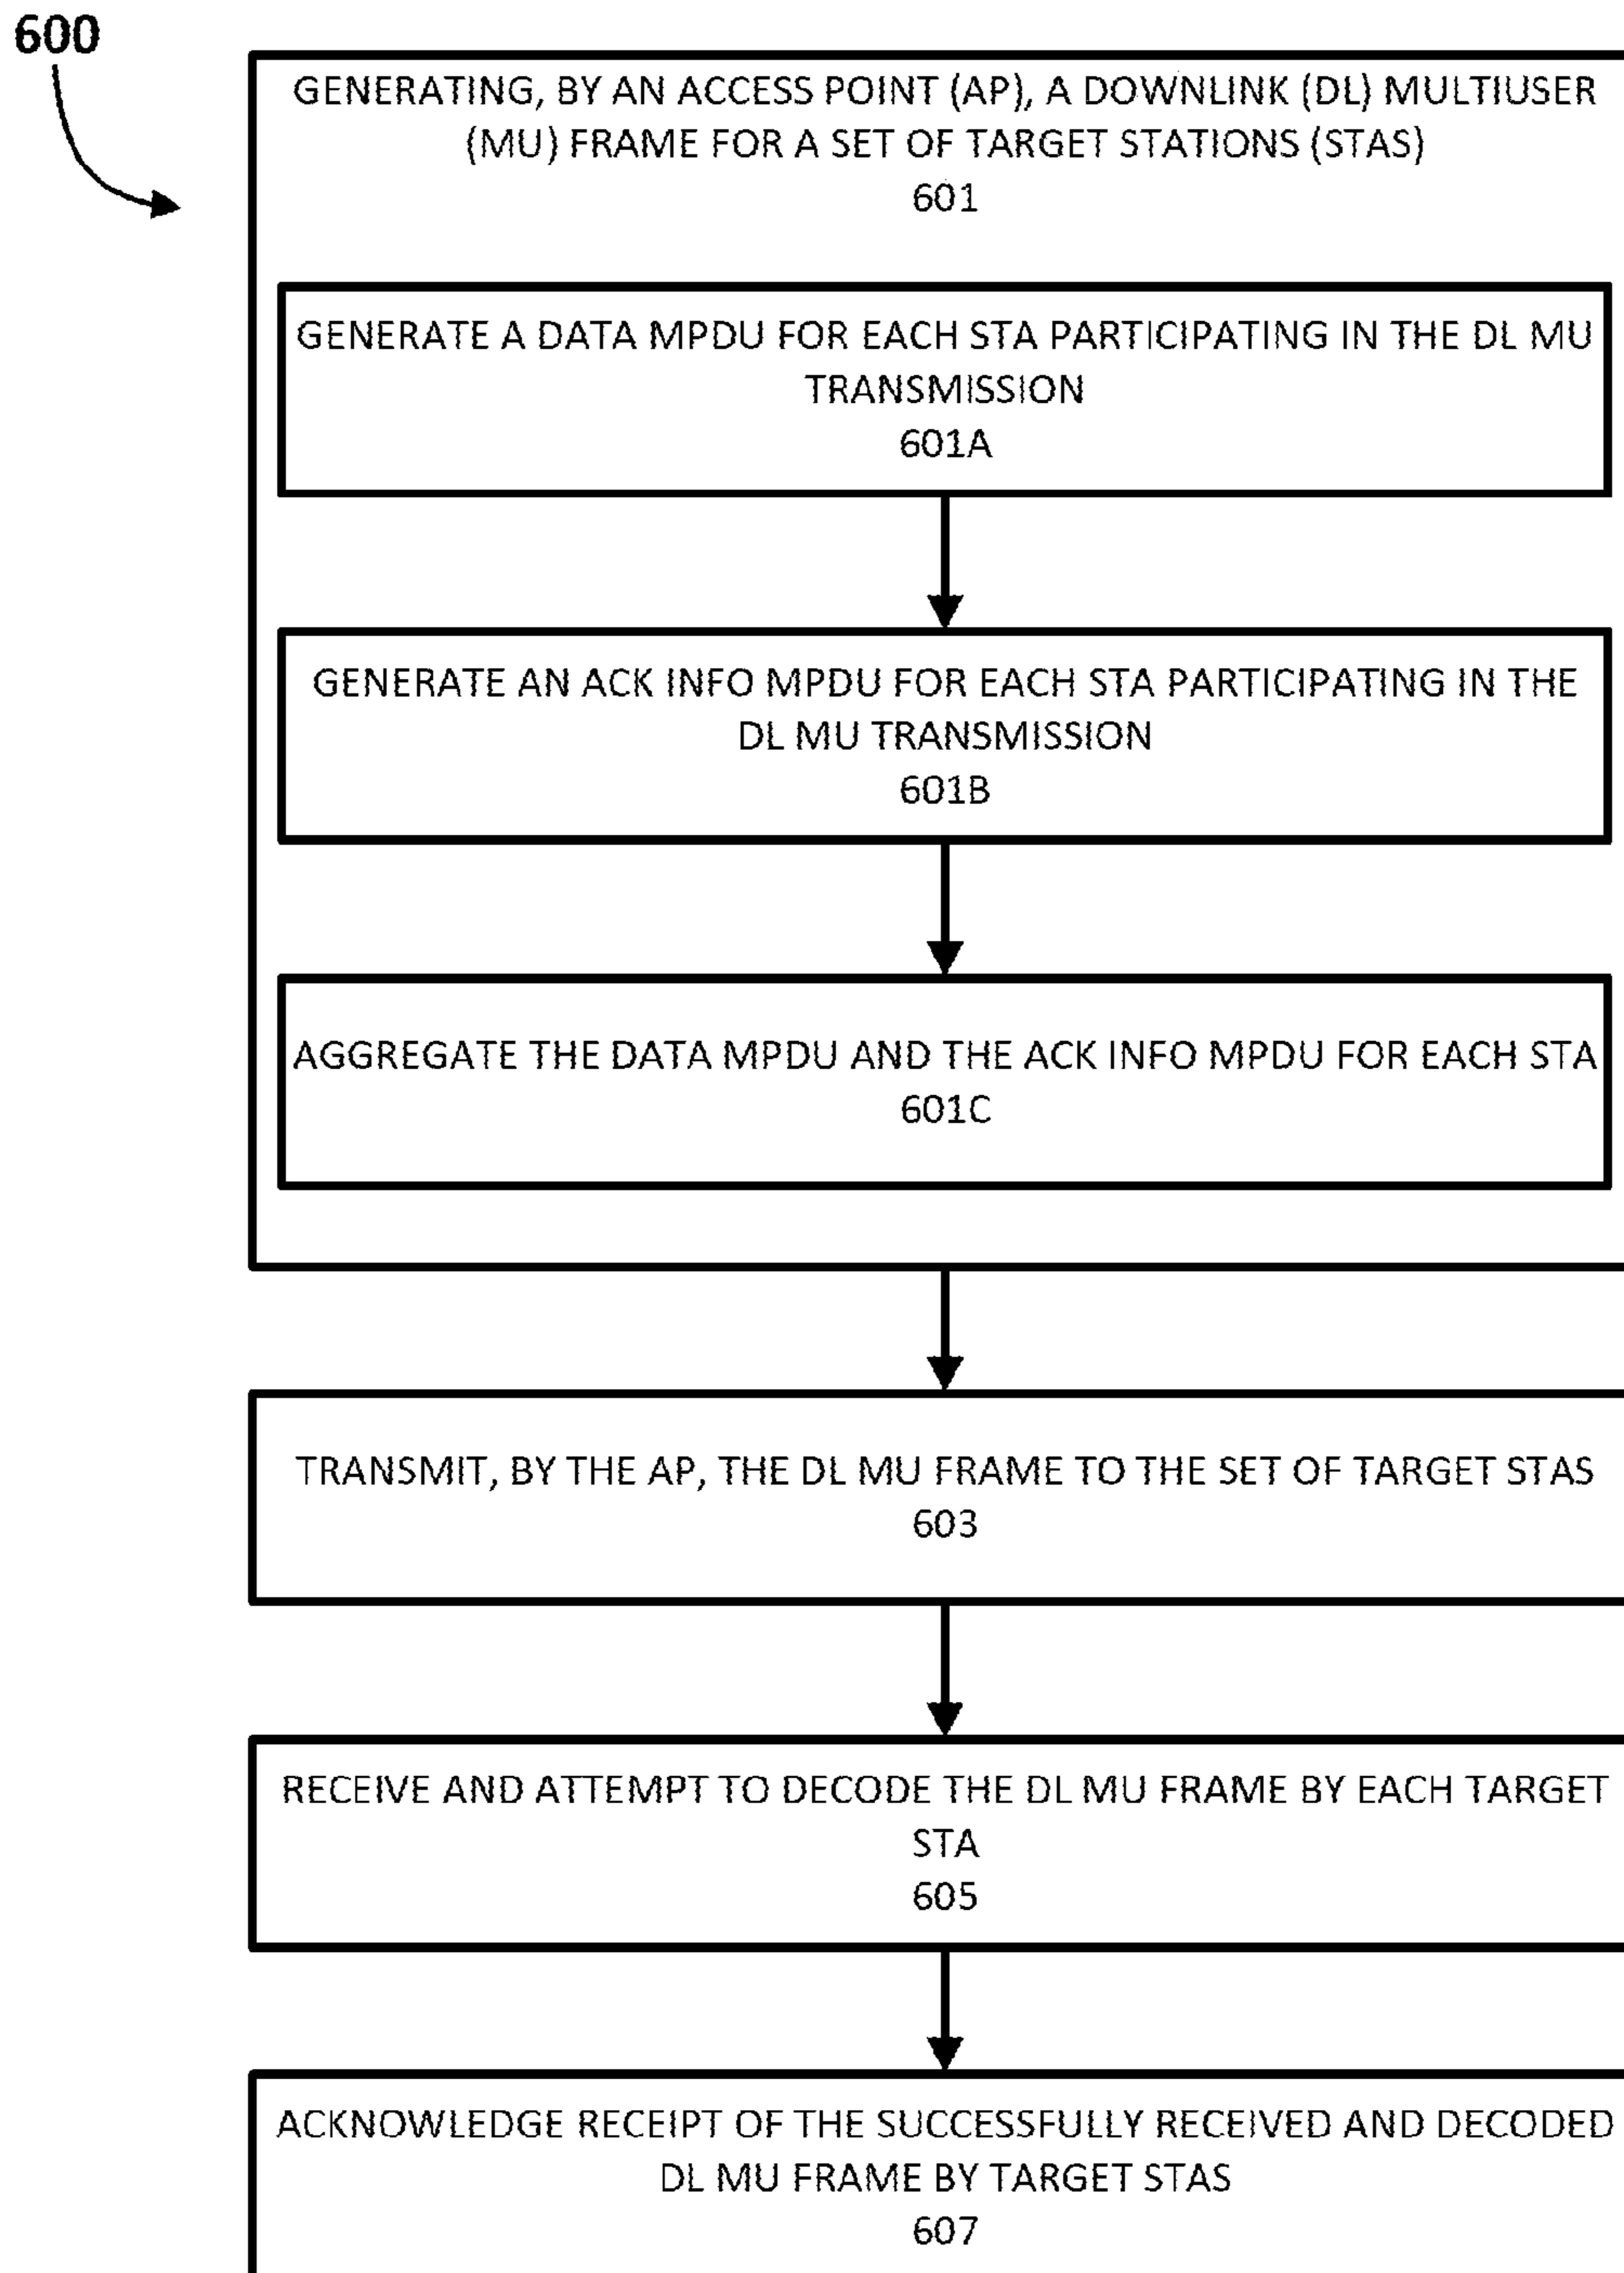 600
GENERATING, BY AN ACCESS POINT (AP), A DOWNLINK (DL) MULTIUSER
(MU) FRAME FOR A SET OF TARGET STATIONS (STAS)
601
GENERATE A DATA MPDU FOR EACH STA PARTICIPATING IN THE DL MU
TRANSMISSION
601A
GENERATE AN ACK INFO MPDU FOR EACH STA PARTICIPATING IN THE
DL MU TRANSMISSION
601B
AGGREGATE THE DATA MPDU AND THE ACK INFO MPDU FOR EACH STA
601C
TRANSMIT, BY THE AP, THE DL MU FRAME TO THE SET OF TARGET STAS
603
RECEIVE AND ATTEMPT TO DECODE THE DL MU FRAME BY EACH TARGET
STA
605
ACKNOWLEDGE RECEIPT OF THE SUCCESSFULLY RECEIVED AND DECODED
DL MU FRAME BY TARGET STAS
607